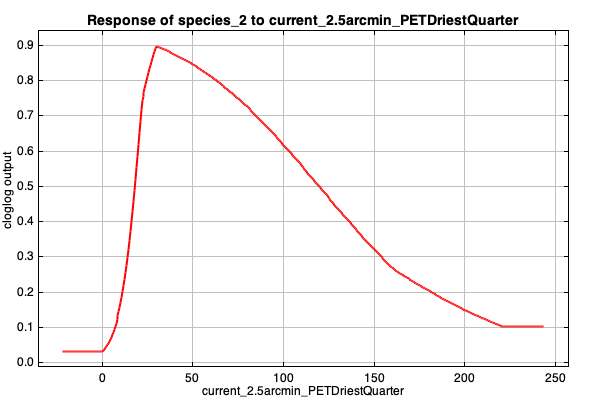 Response of species_2 to current_2.5arcmin_PETDriestQuarter
0.9
0.8
0.7
0.6
0.5
0.4
0.3
0.2
0.1
0.0
cloglog output
0 50 100 150 200 250
current_2.5arcmin_PETDriestQuarter